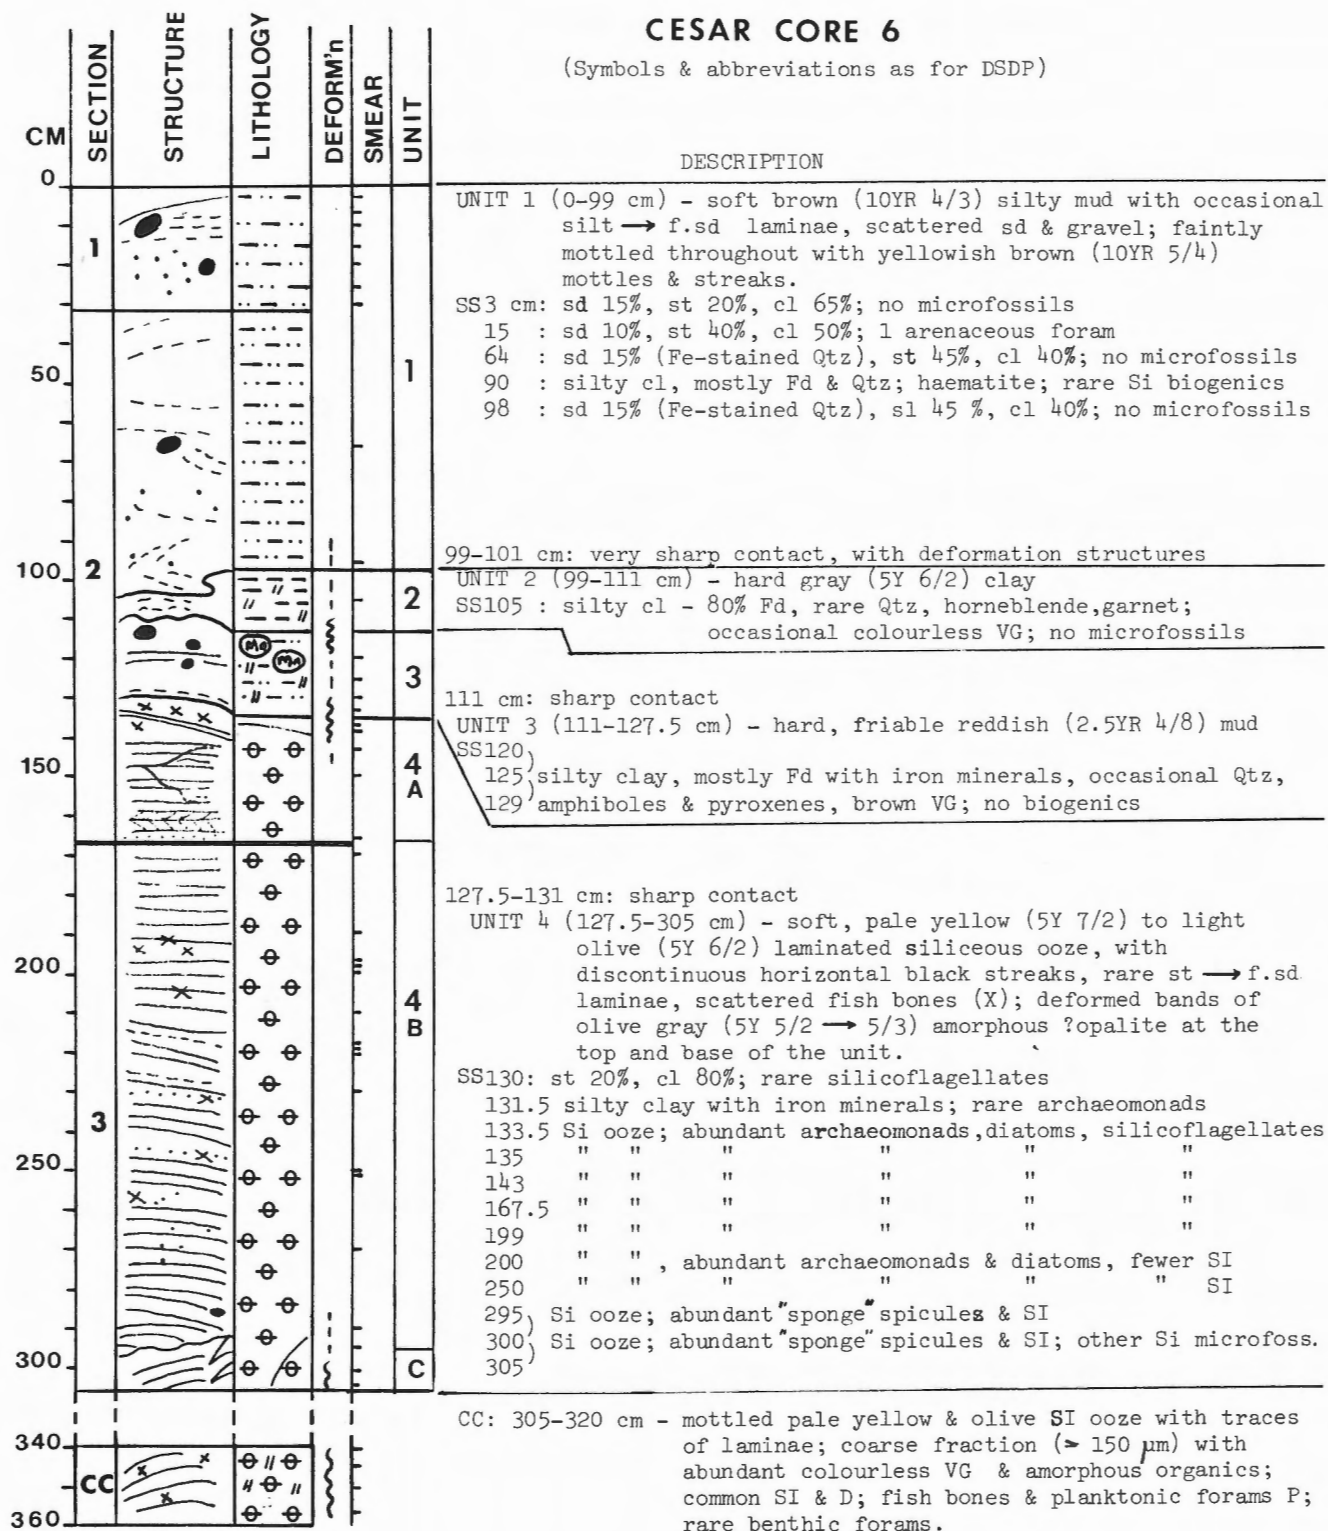 CESAR CORE 6
(Symbols & abbreviations as for DSDP)
CM
SECTION
STRUCTURE
LITHOLOGY
DEFORM'n
SMEAR
UNIT
DESCRIPTION
0
50
100
150
200
250
300
340
360
1
2
3
CC
Mn
Mn
1
2
3
4
A
4
B
C
UNIT 1 (0-99 cm) - soft brown (10YR 4/3) silty mud with occasional
silt → f.sd laminae, scattered sd & gravel; faintly
mottled throughout with yellowish brown (10YR 5/4)
mottles & streaks.
SS3 cm: sd 15%, st 20%, cl 65%; no microfossils
15 : sd 10%, st 40%, cl 50%; 1 arenaceous foram
64 : sd 15% (Fe-stained Qtz), st 45%, cl 40%; no microfossils
90 : silty cl, mostly Fd & Qtz; haematite; rare Si biogenics
98 : sd 15% (Fe-stained Qtz), sl 45 %, cl 40%; no microfossils
99-101 cm: very sharp contact, with deformation structures
UNIT 2 (99-111 cm) - hard gray (5Y 6/2) clay
SS105 : silty cl - 80% Fd, rare Qtz, horneblende,garnet;
occasional colourless VG; no microfossils
111 cm: sharp contact
UNIT 3 (111-127.5 cm) - hard, friable reddish (2.5YR 4/8) mud
SS120)
125) silty clay, mostly Fd with iron minerals, occasional Qtz,
129) amphiboles & pyroxenes, brown VG; no biogenics
127.5-131 cm: sharp contact
UNIT 4 (127.5-305 cm) - soft, pale yellow (5Y 7/2) to light
olive (5Y 6/2) laminated siliceous ooze, with
discontinuous horizontal black streaks, rare st → f.sd
laminae, scattered fish bones (X); deformed bands of
olive gray (5Y 5/2 → 5/3) amorphous ?opalite at the
top and base of the unit.
SS130: st 20%, cl 80%; rare silicoflagellates
131.5 silty clay with iron minerals; rare archaeomonads
133.5 Si ooze; abundant archaeomonads,diatoms, silicoflagellates
135 " " " " " "
143 " " " " " "
167.5 " " " " " "
199 " " " " " "
200 " " , abundant archaeomonads & diatoms, fewer SI
250 " " " " " " SI
295) Si ooze; abundant "sponge" spicules & SI
300) Si ooze; abundant "sponge" spicules & SI; other Si microfoss.
305)
CC: 305-320 cm - mottled pale yellow & olive SI ooze with traces
of laminae; coarse fraction (> 150 µm) with
abundant colourless VG & amorphous organics;
common SI & D; fish bones & planktonic forams P;
rare benthic forams.